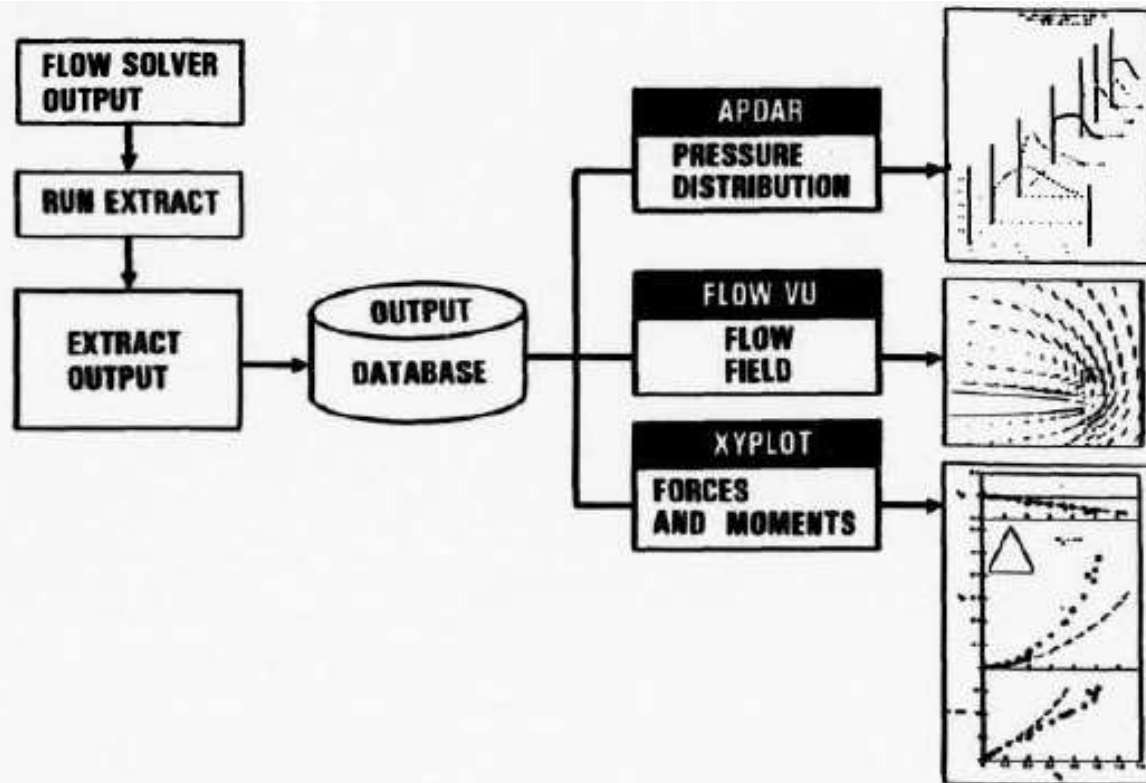 FLOW SOLVER
OUTPUT
RUN EXTRACT
EXTRACT
OUTPUT
OUTPUT
DATABASE
APDAR
PRESSURE
DISTRIBUTION
FLOW VU
FLOW
FIELD
XYPLOT
FORCES
AND MOMENTS